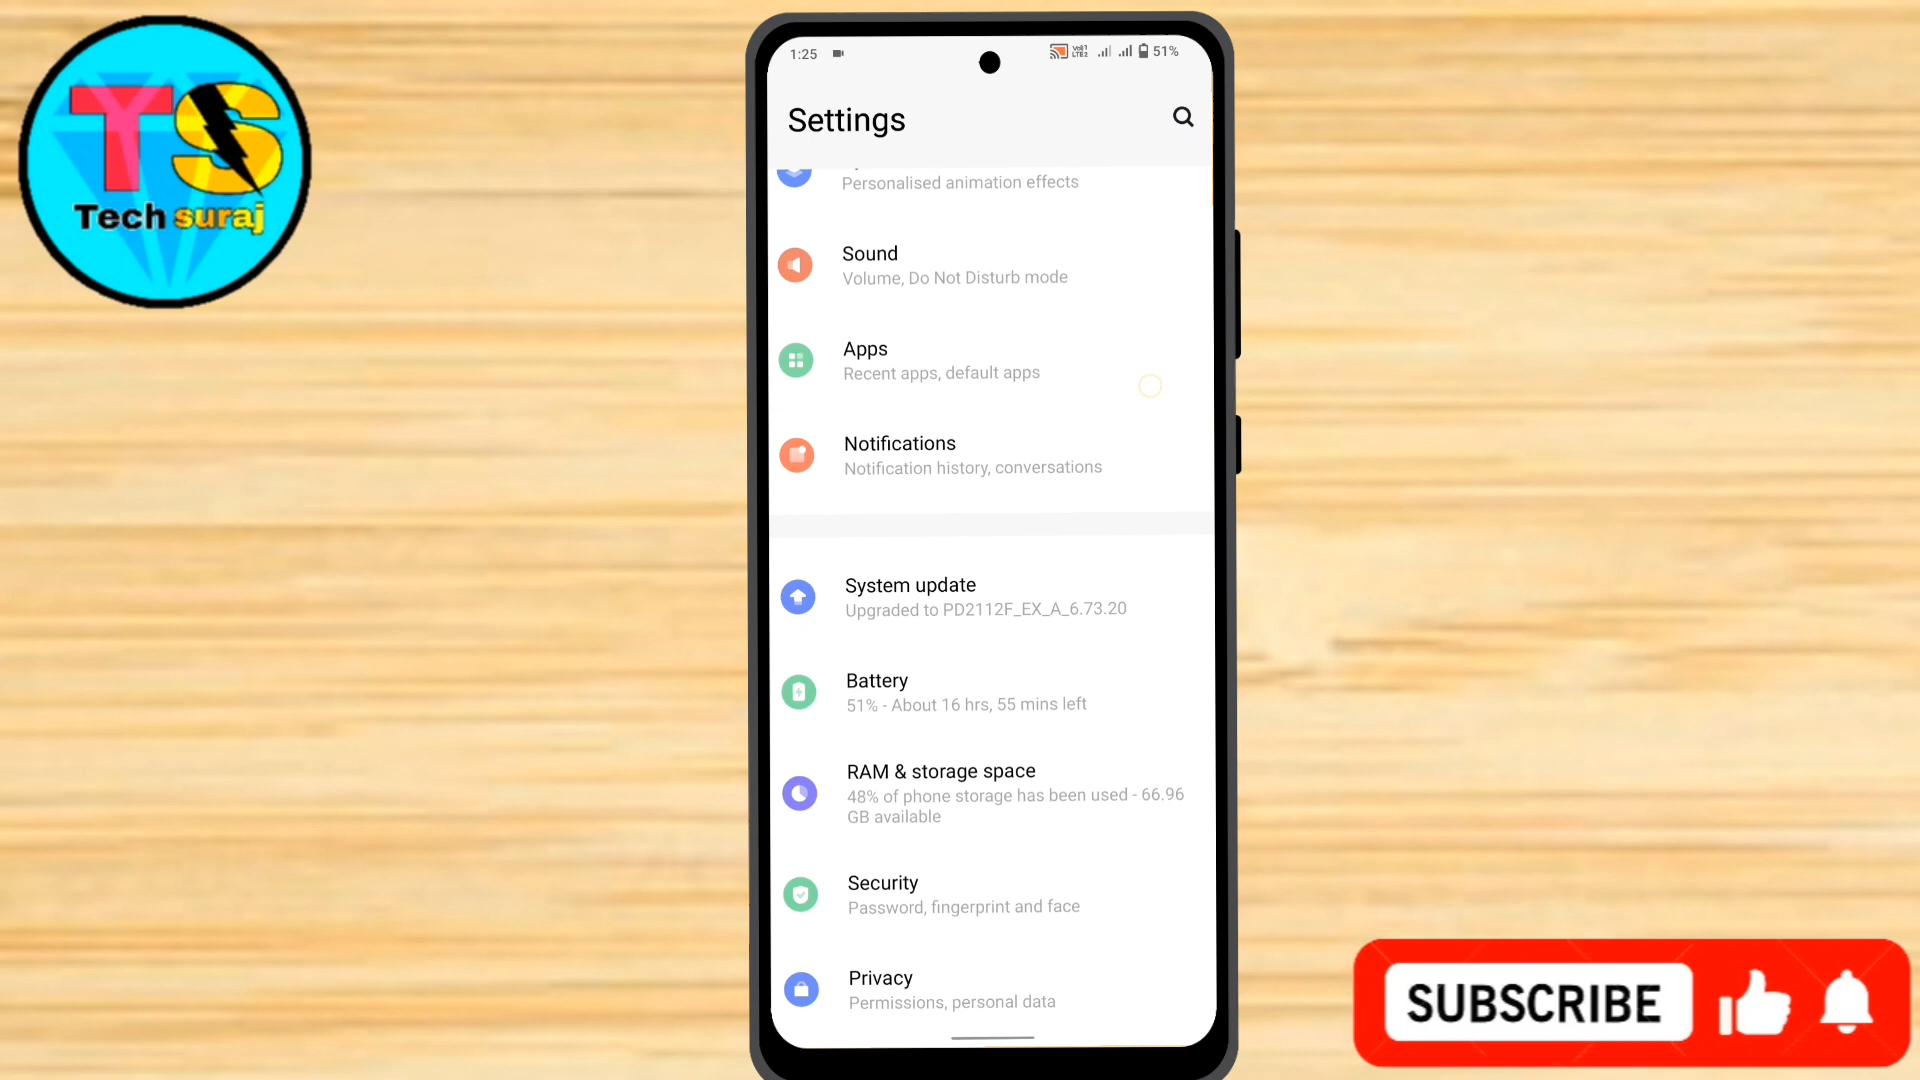 TS
Tech suraj
1:25
51%
Settings
Personalised animation effects
Sound
Volume, Do Not Disturb mode
Apps
Recent apps, default apps
Notifications
Notification history, conversations
System update
Upgraded to PD2112F_EX_A_6.73.20
Battery
51% - About 16 hrs, 55 mins left
RAM & storage space
48% of phone storage has been used - 66.96
GB available
Security
Password, fingerprint and face
Privacy
Permissions, personal data
SUBSCRIBE